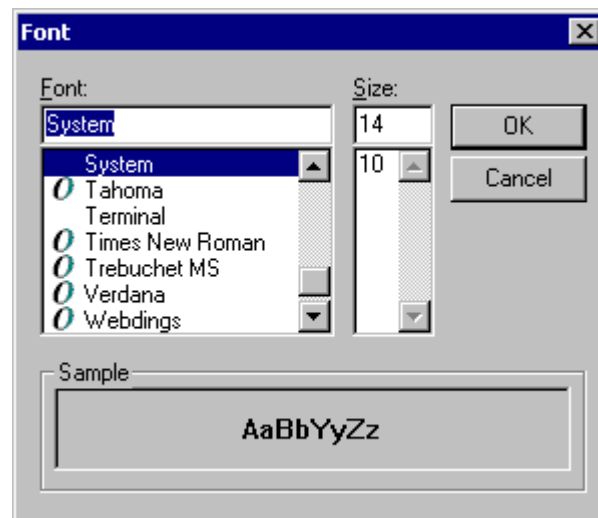 Font
Font: Size:
System 14 OK
System 10 Cancel
O Tahoma
Terminal
O Times New Roman
O Trebuchet MS
O Verdana
O Webdings
Sample
AaBbYyZz